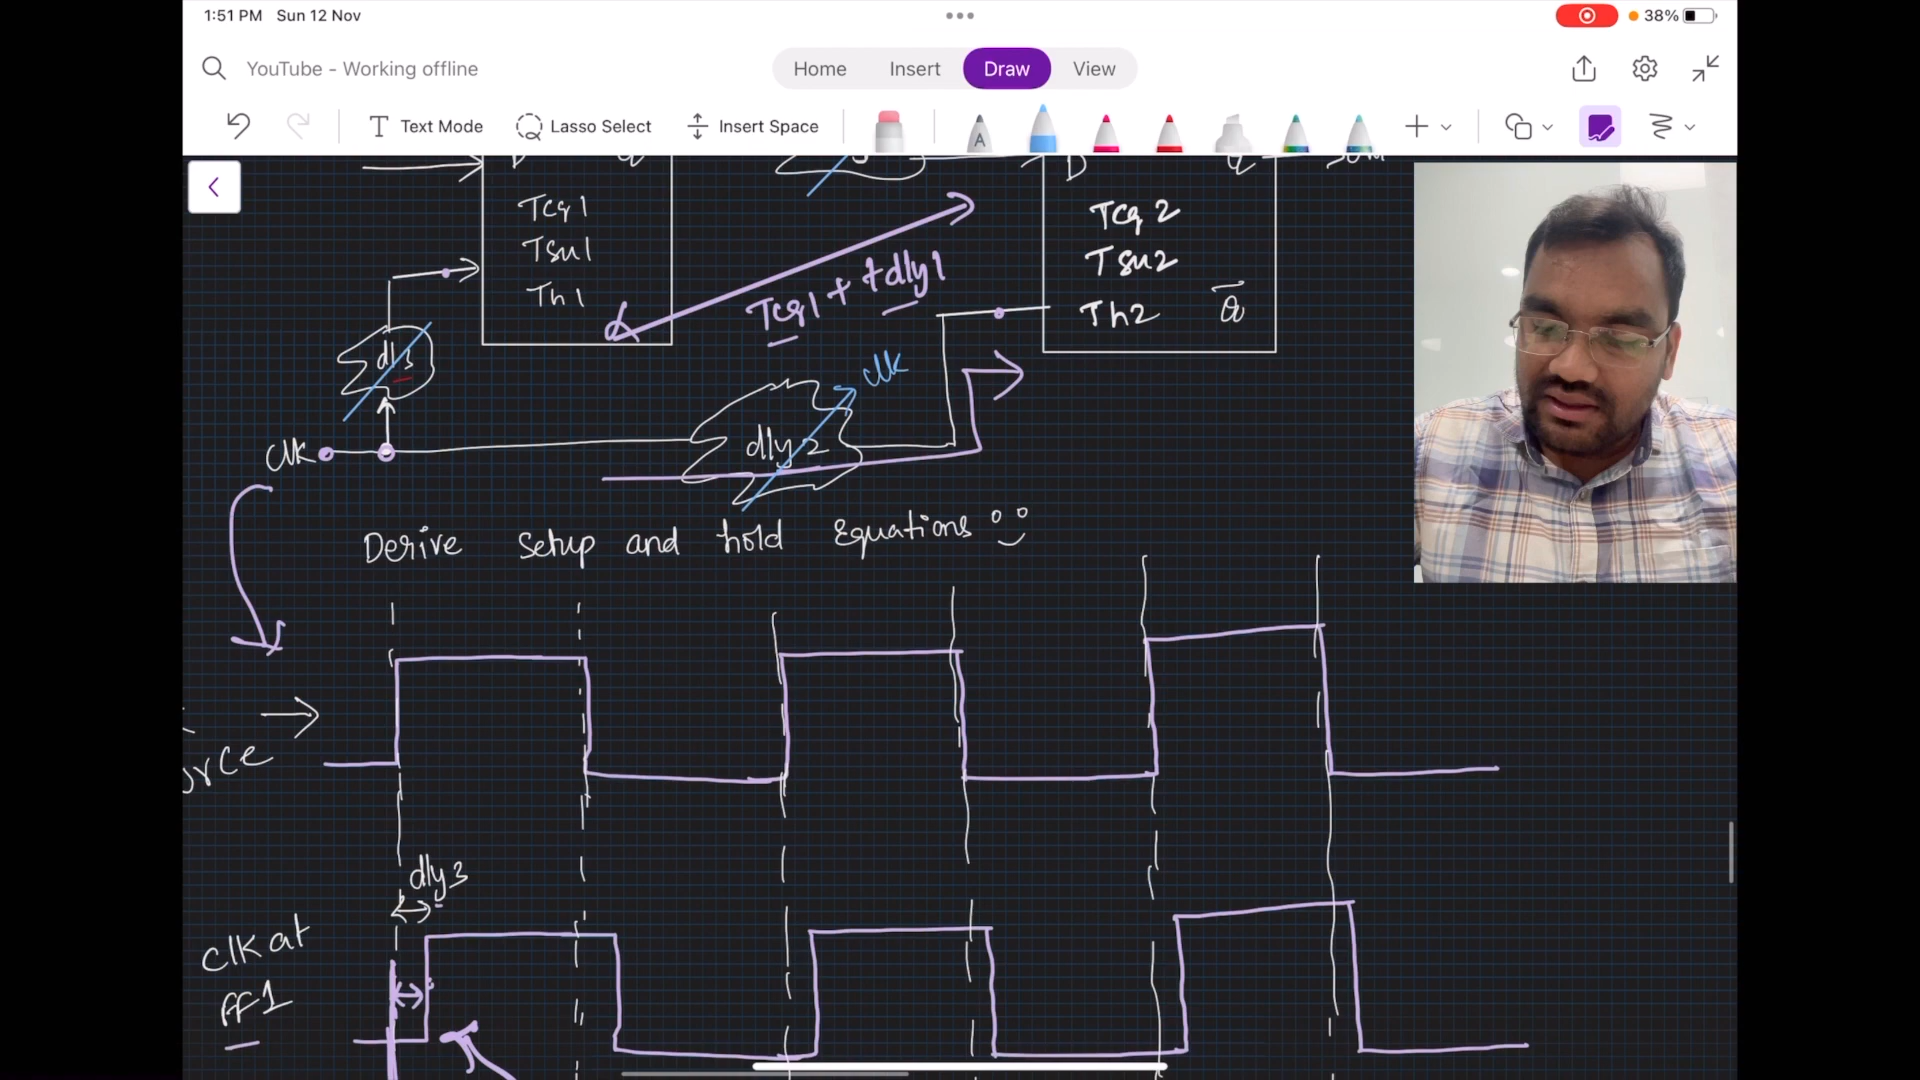 1:51 PM Sun 12 Nov
38%
YouTube - Working offline
Home Insert Draw View
Text Mode Lasso Select Insert Space
A
D Q
D Q
Tcq1
Tsu1
Th1
Tcq1 + tdly1
Tcq2
Tsu2
Th2 Q̅
dly3
clk
clk
dly2
Derive Setup and hold Equations
dly3
clk at
FF1